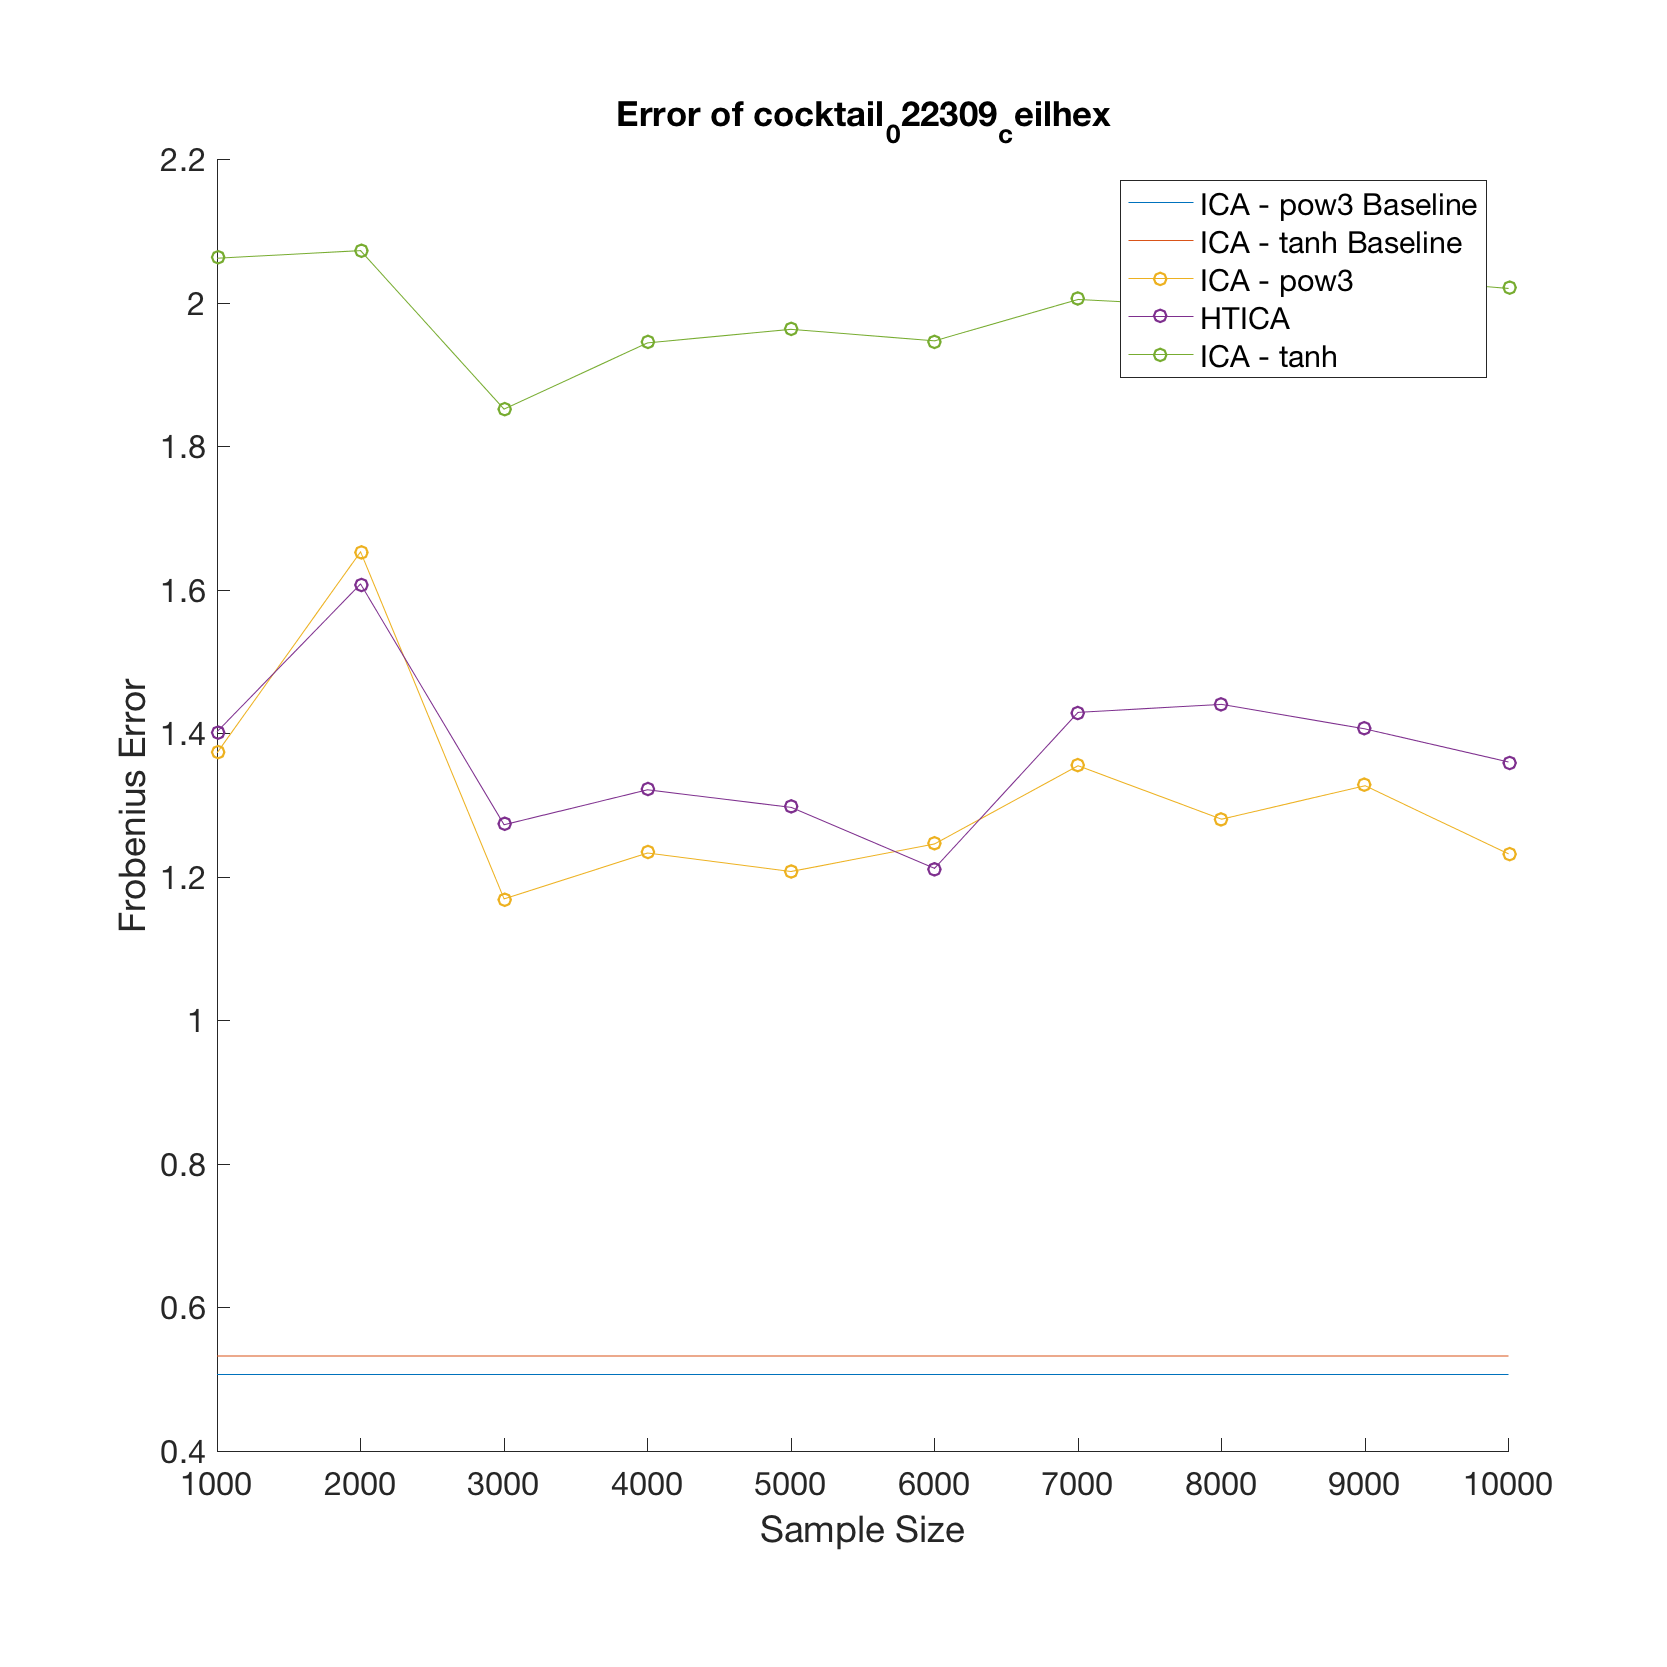 Error of cocktail_022309_ceilhex
2.2
2
1.8
1.6
1.4
1.2
1
0.8
0.6
0.4
Frobenius Error
ICA - pow3 Baseline
ICA - tanh Baseline
ICA - pow3
HTICA
ICA - tanh
1000 2000 3000 4000 5000 6000 7000 8000 9000 10000
Sample Size